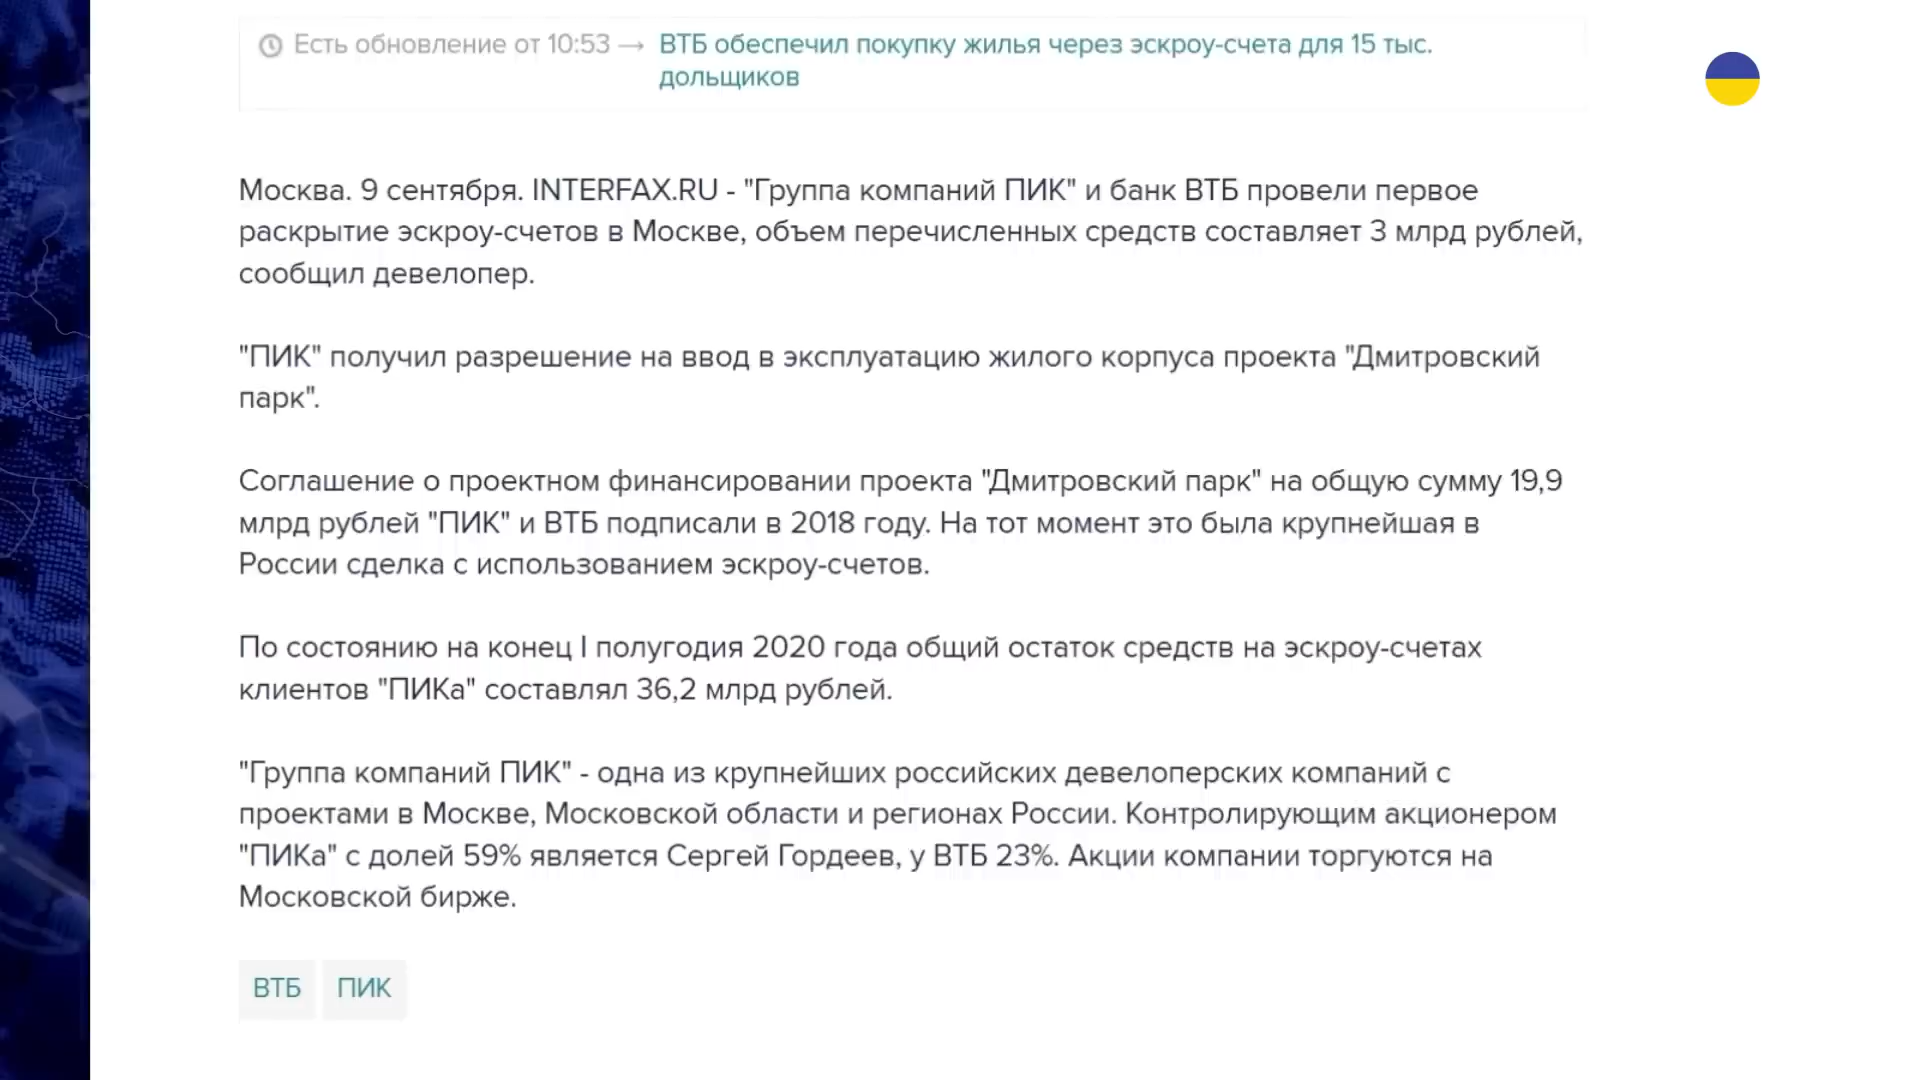 Есть обновление от 10:53 → ВТБ обеспечил покупку жилья через эскроу-счета для 15 тыс.
дольщиков
Москва. 9 сентября. INTERFAX.RU - "Группа компаний ПИК" и банк ВТБ провели первое
раскрытие эскроу-счетов в Москве, объем перечисленных средств составляет 3 млрд рублей,
сообщил девелопер.
"ПИК" получил разрешение на ввод в эксплуатацию жилого корпуса проекта "Дмитровский
парк".
Соглашение о проектном финансировании проекта "Дмитровский парк" на общую сумму 19,9
млрд рублей "ПИК" и ВТБ подписали в 2018 году. На тот момент это была крупнейшая в
России сделка с использованием эскроу-счетов.
По состоянию на конец I полугодия 2020 года общий остаток средств на эскроу-счетах
клиентов "ПИКа" составлял 36,2 млрд рублей.
"Группа компаний ПИК" - одна из крупнейших российских девелоперских компаний с
проектами в Москве, Московской области и регионах России. Контролирующим акционером
"ПИКа" с долей 59% является Сергей Гордеев, у ВТБ 23%. Акции компании торгуются на
Московской бирже.
ВТБ ПИК